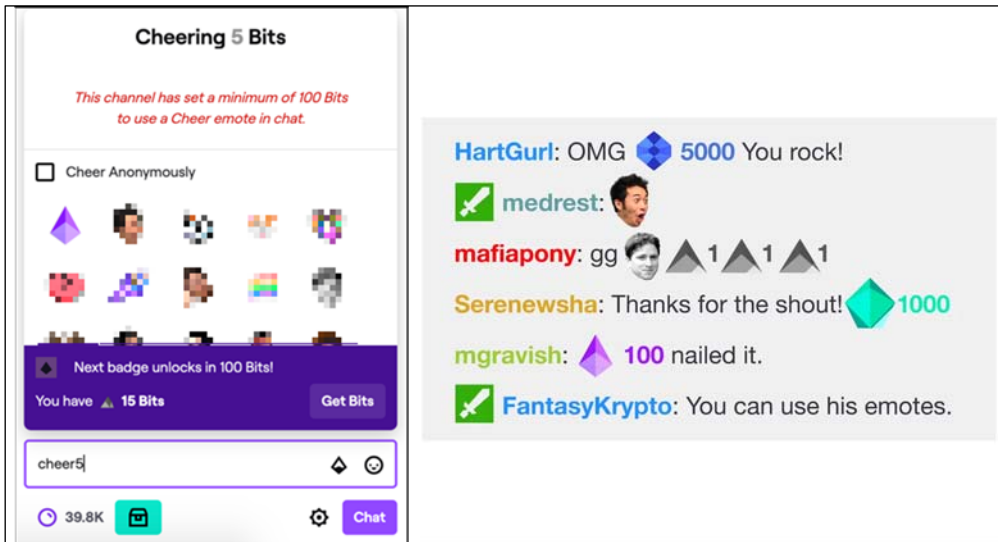 Cheering 5 Bits
This channel has set a minimum of 100 Bits
to use a Cheer emote in chat.
Cheer Anonymously
Next badge unlocks in 100 Bits!
You have 15 Bits
Get Bits
cheer5
39.8K
Chat
HartGurl: OMG 5000 You rock!
medrest:
mafiapony: gg 1 1 1
Serenewsha: Thanks for the shout! 1000
mgravish: 100 nailed it.
FantasyKrypto: You can use his emotes.